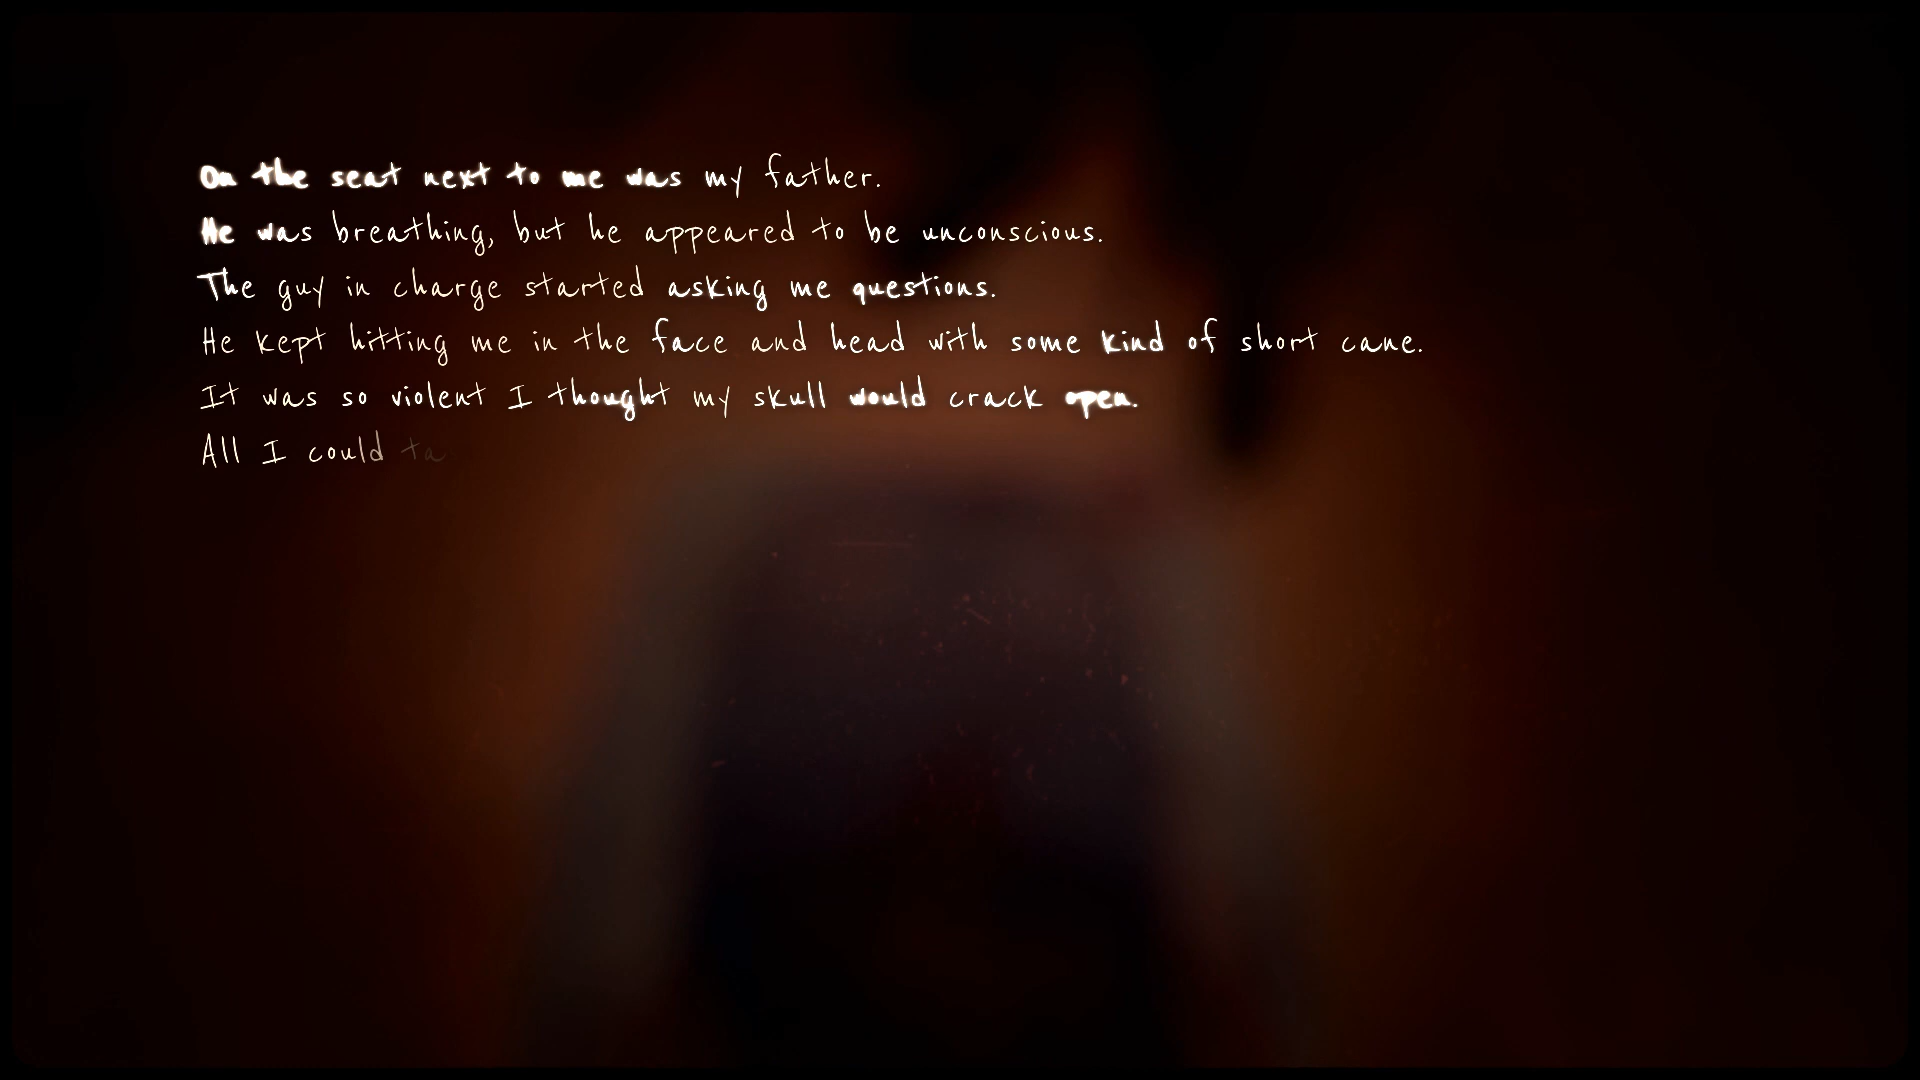 On the seat next to me was my father.
He was breathing, but he appeared to be unconscious.
The guy in charge started asking me questions.
He kept hitting me in the face and head with some kind of short cane.
It was so violent I thought my skull would crack open.
All I could ta